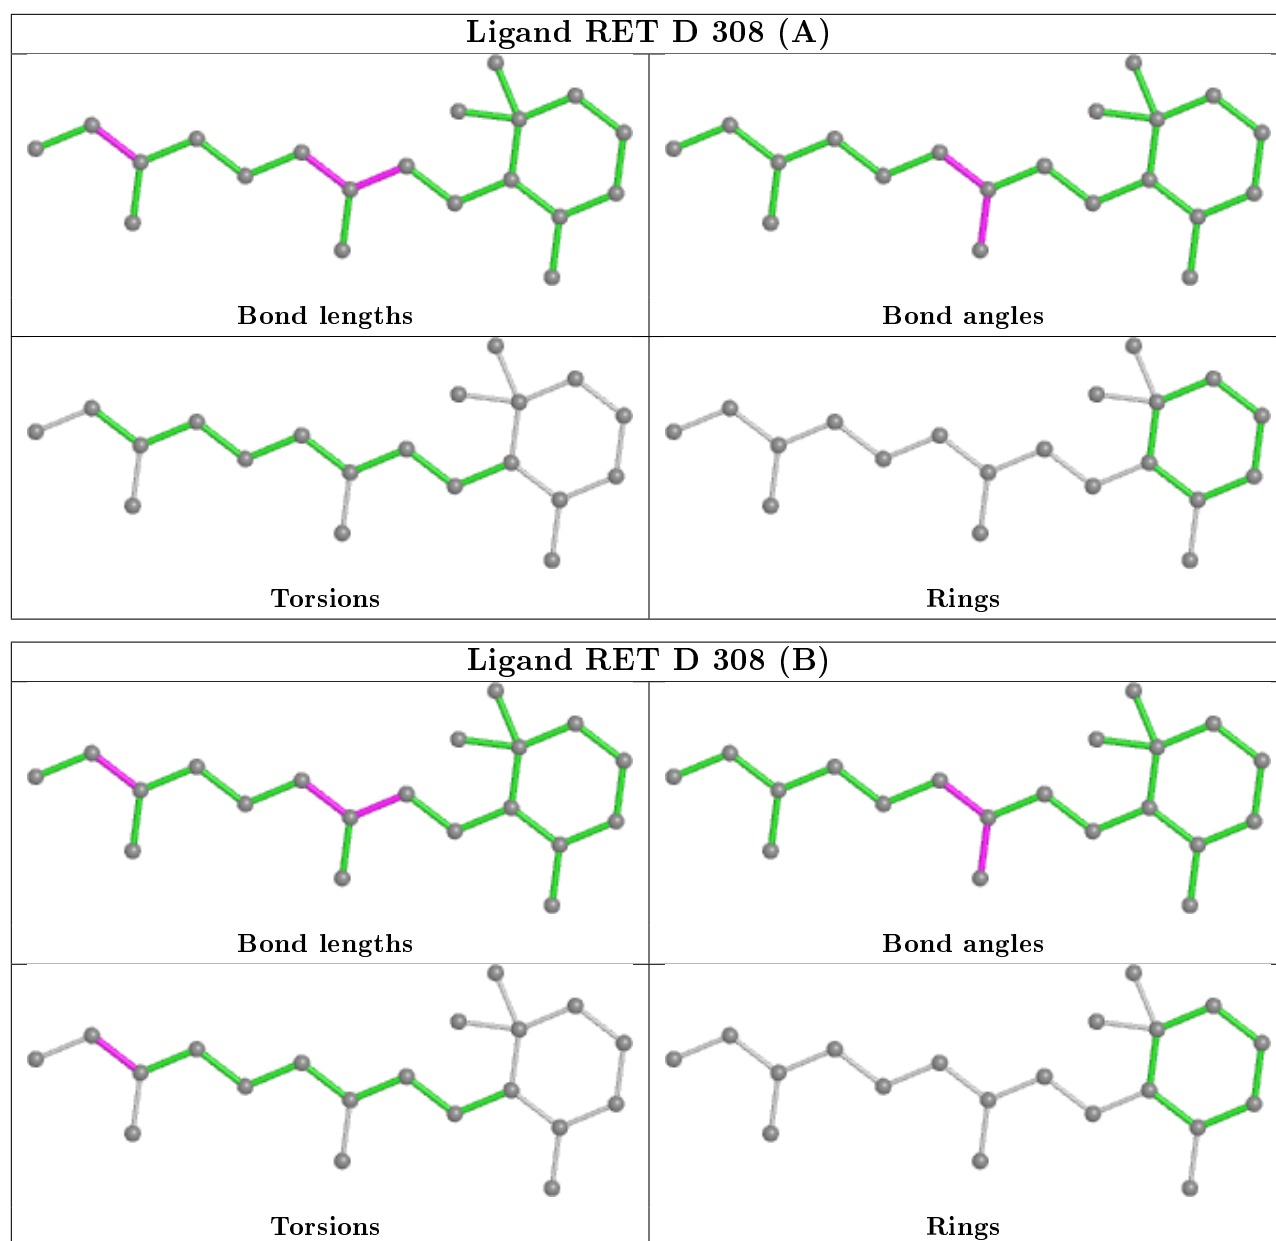 Ligand RET D 308 (A)
Bond lengths
Bond angles
Torsions
Rings
Ligand RET D 308 (B)
Bond lengths
Bond angles
Torsions
Rings